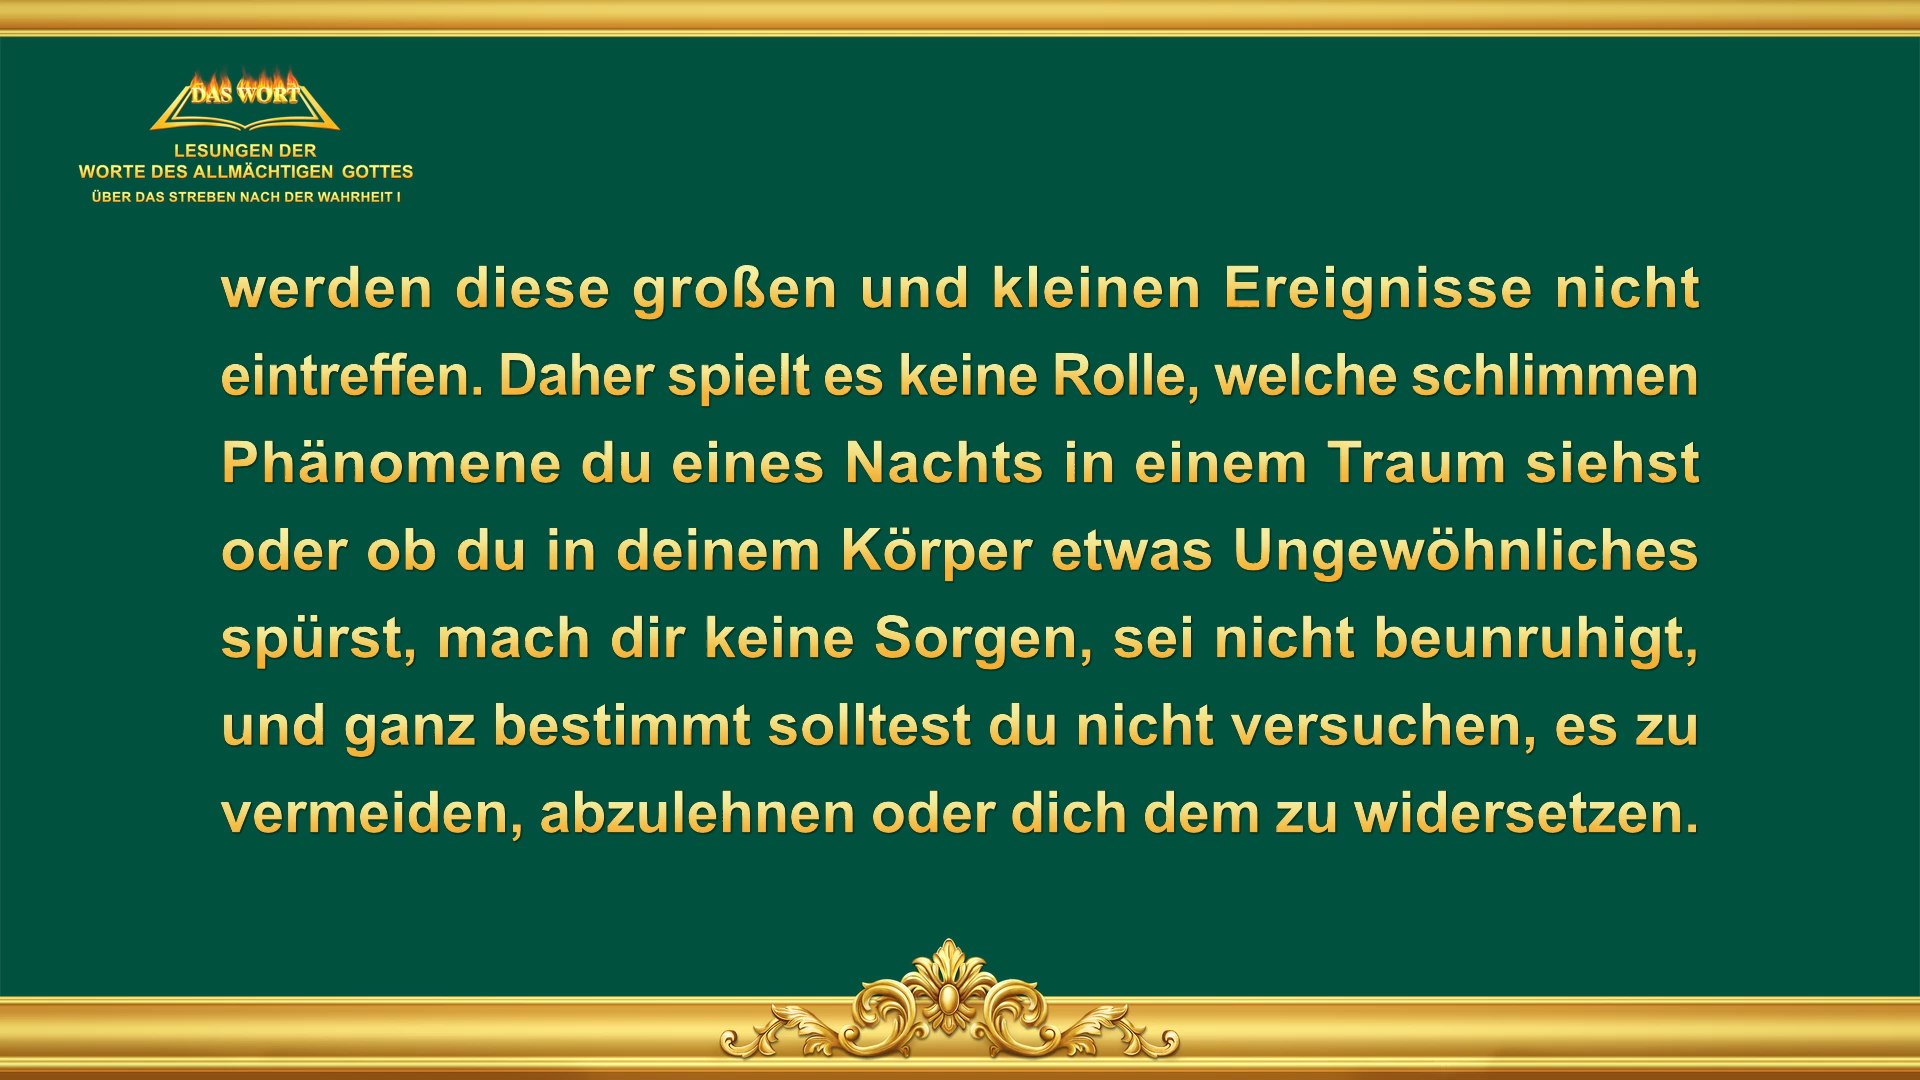 DAS WORT
LESUNGEN DER
WORTE DES ALLMÄCHTIGEN GOTTES
ÜBER DAS STREBEN NACH DER WAHRHEIT I
werden diese großen und kleinen Ereignisse nicht
eintreffen. Daher spielt es keine Rolle, welche schlimmen
Phänomene du eines Nachts in einem Traum siehst
oder ob du in deinem Körper etwas Ungewöhnliches
spürst, mach dir keine Sorgen, sei nicht beunruhigt,
und ganz bestimmt solltest du nicht versuchen, es zu
vermeiden, abzulehnen oder dich dem zu widersetzen.